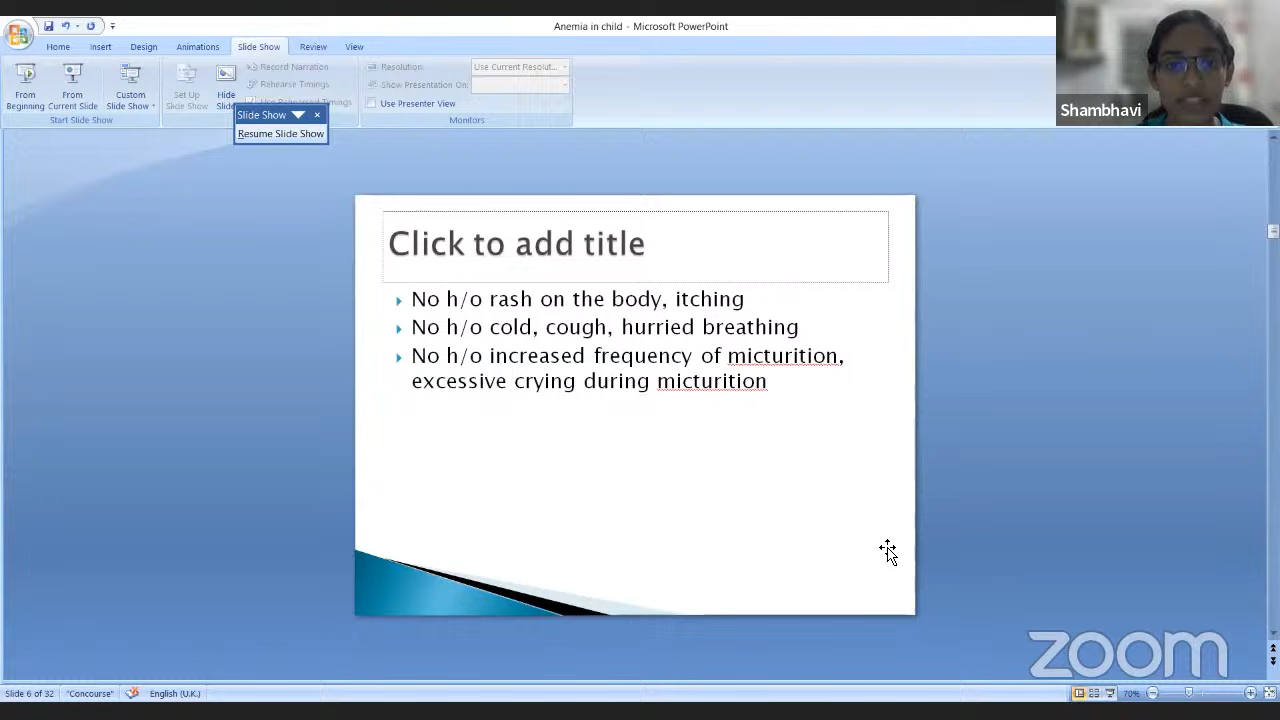 Anemia in child - Microsoft PowerPoint
Home Insert Design Animations Slide Show Review View
From Beginning
From Current Slide
Custom Slide Show
Start Slide Show
Set Up Slide Show
Hide
Record Narration
Rehearse Timings
Use Rehearsed Timings
Slide Show
Resume Slide Show
Resolution: Use Current Resolut...
Show Presentation On:
Use Presenter View
Monitors
Shambhavi
Click to add title
No h/o rash on the body, itching
No h/o cold, cough, hurried breathing
No h/o increased frequency of micturition,
excessive crying during micturition
zoom
Slide 6 of 32 "Concourse" English (U.K.) 70%